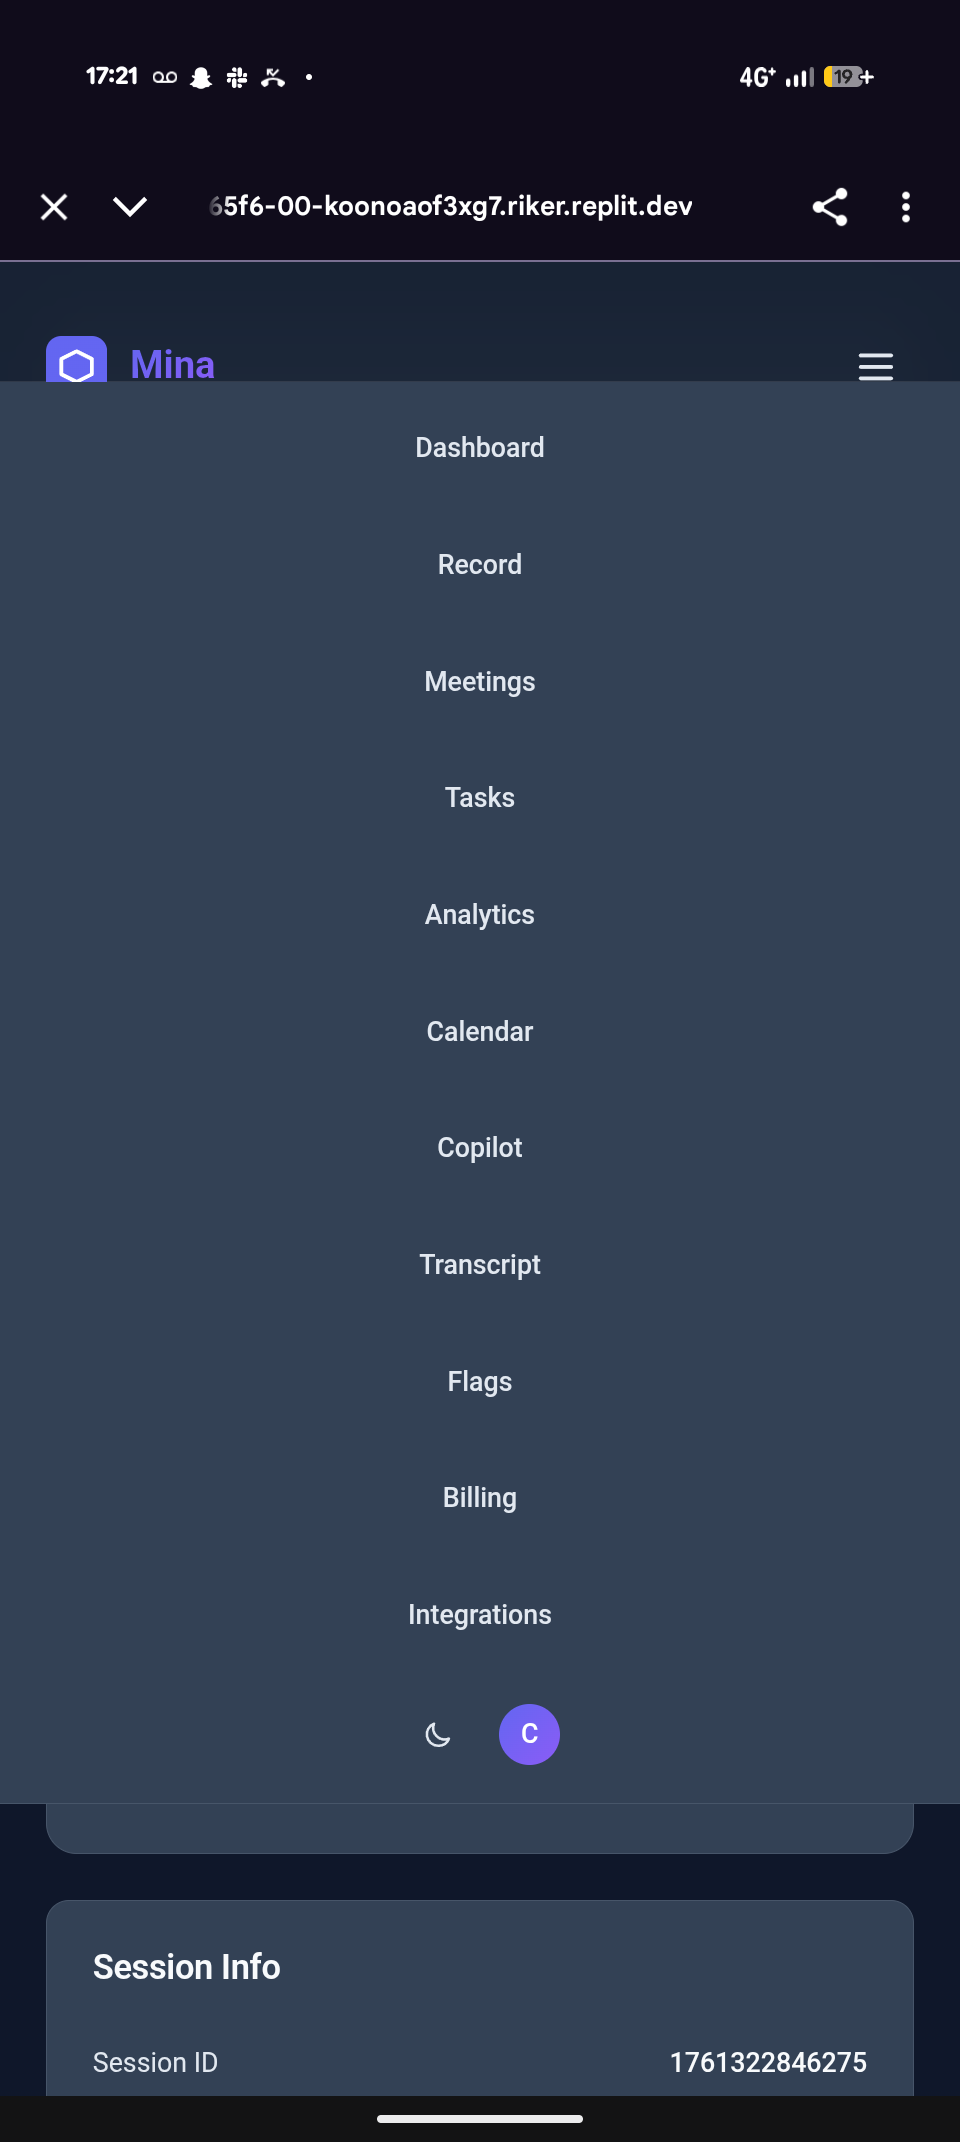 17:21 4G+ 19
65f6-00-koonoaof3xg7.riker.replit.dev
Mina
Dashboard
Record
Meetings
Tasks
Analytics
Calendar
Copilot
Transcript
Flags
Billing
Integrations
C
Session Info
Session ID 1761322846275